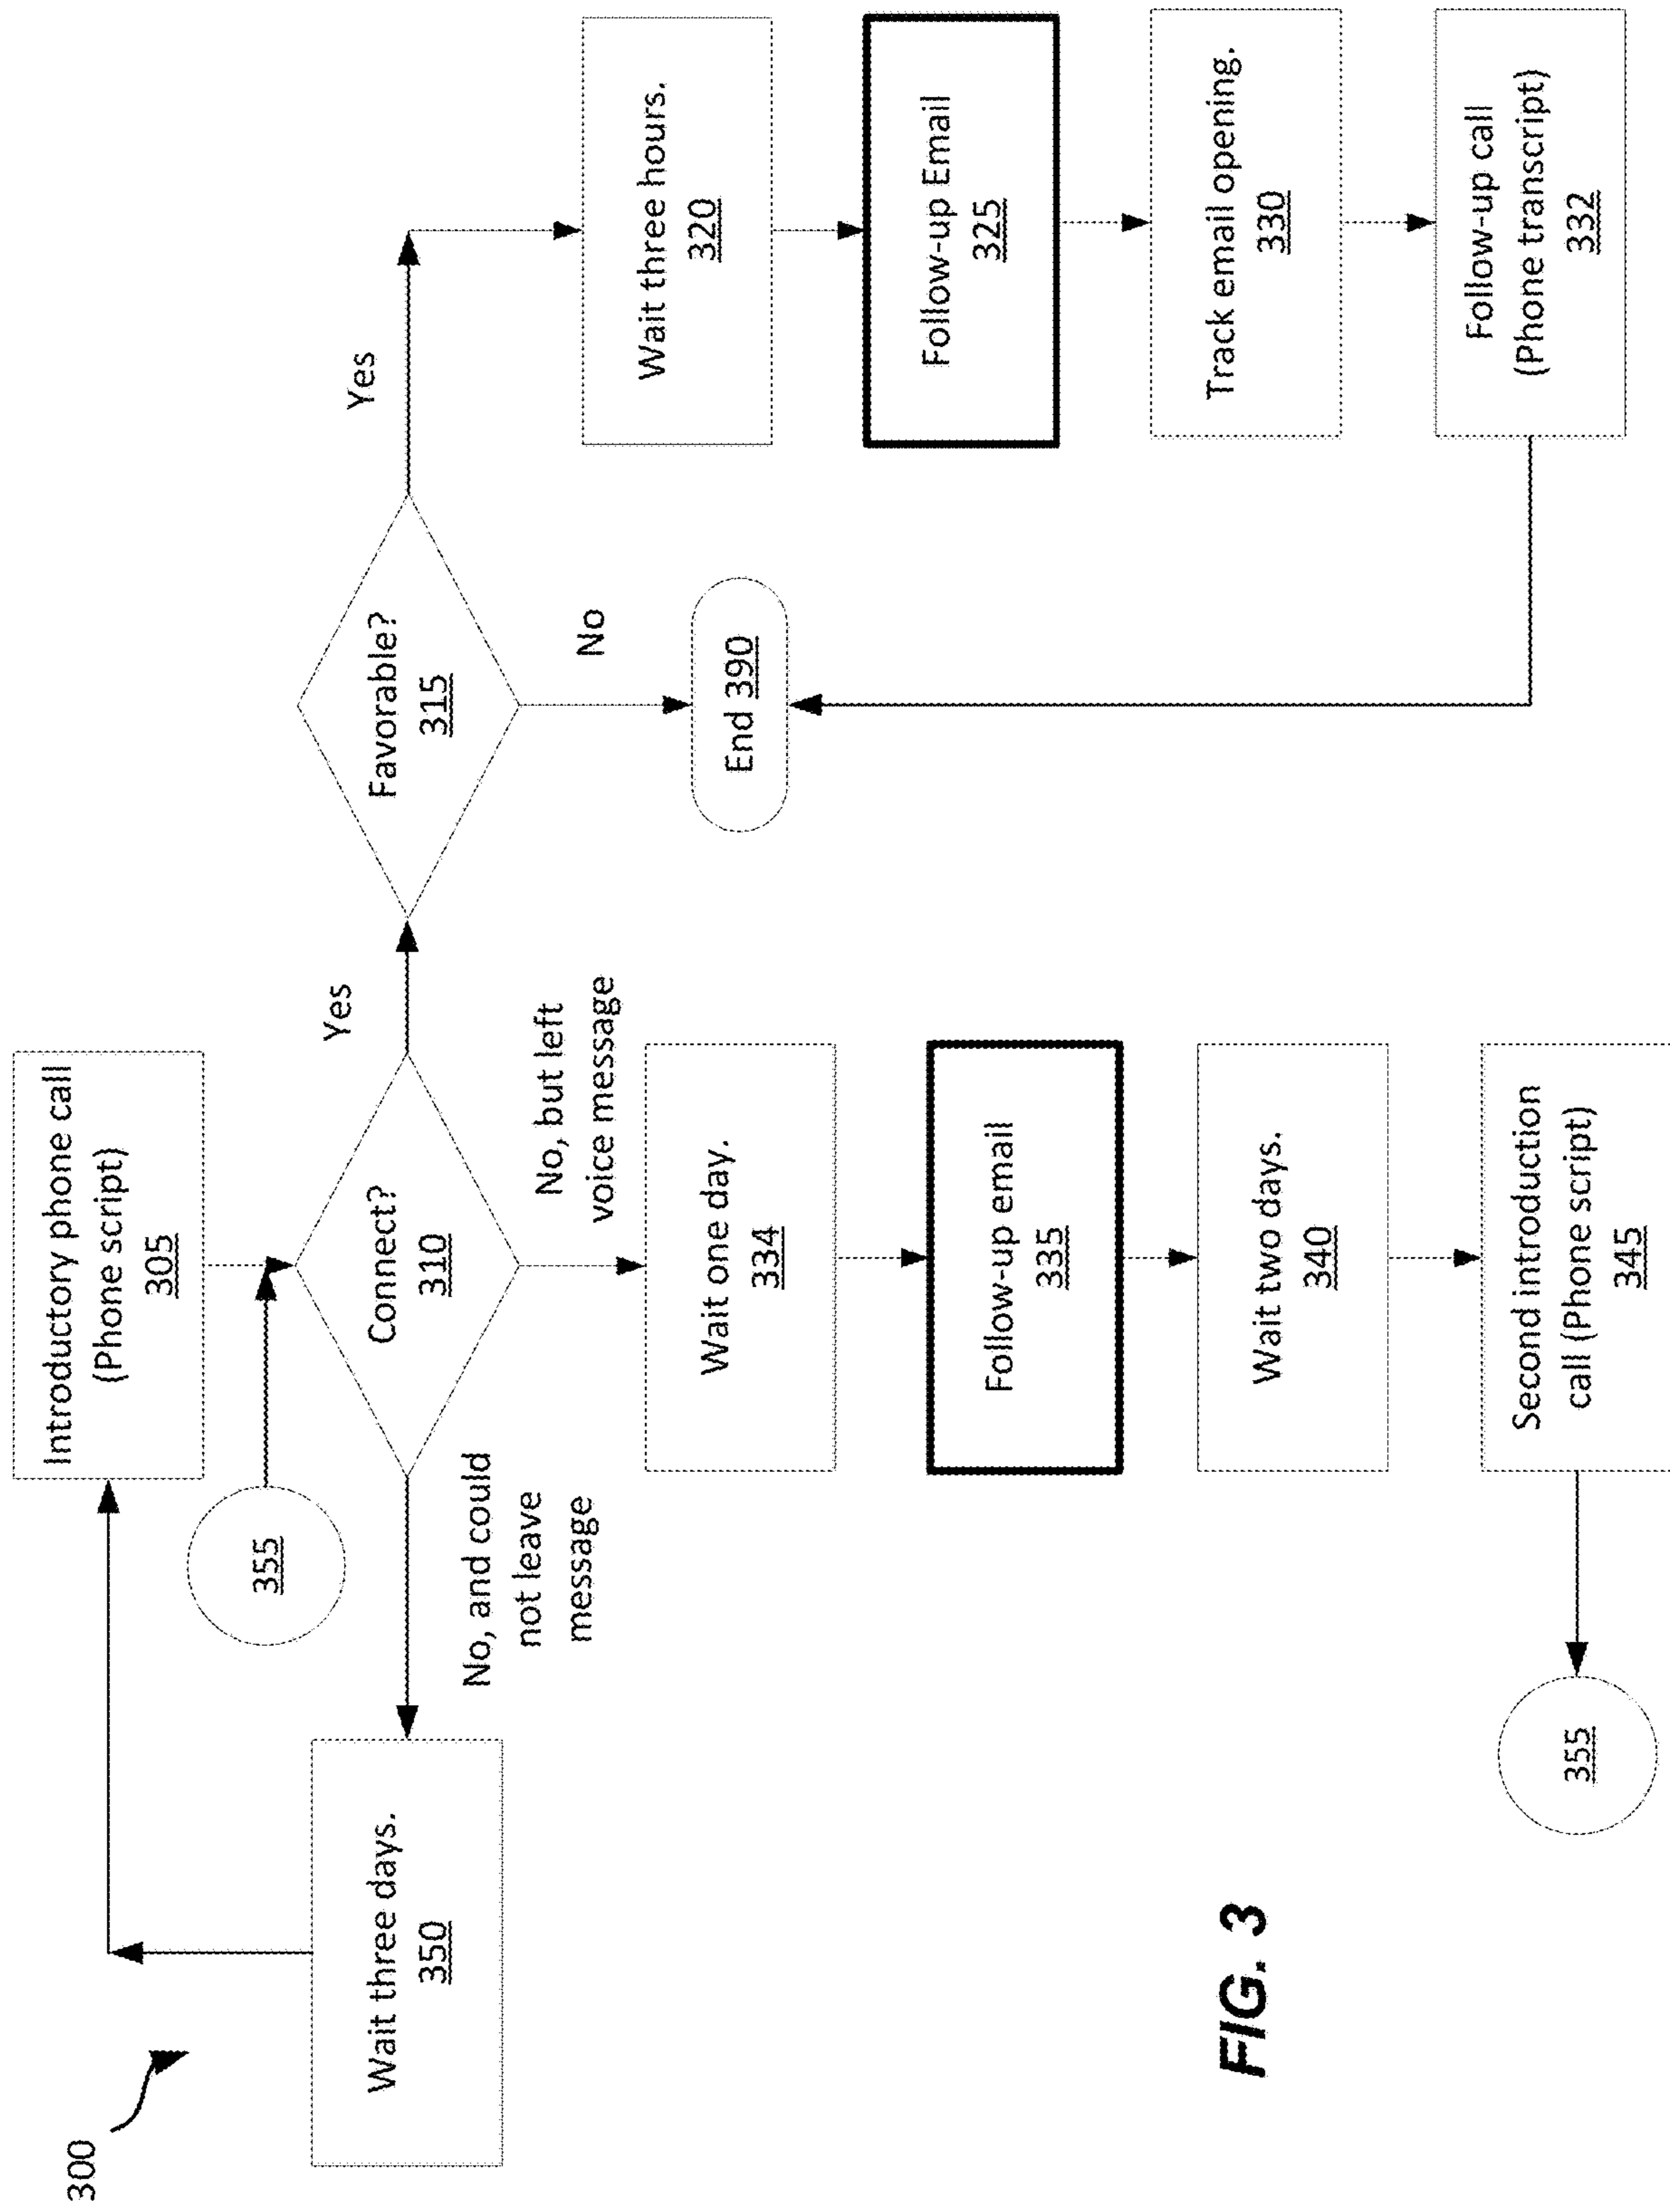 300
Introductory phone call
(Phone script)
305
355
Connect?
310
Yes
Favorable?
315
Yes
No
End 390
Wait three hours.
320
Follow-up Email
325
Track email opening.
330
Follow-up call
(Phone transcript)
332
No, but left
voice message
Wait one day.
334
Follow-up email
335
Wait two days.
340
Second introduction
call (Phone script)
345
355
No, and could
not leave
message
Wait three days.
350
FIG. 3